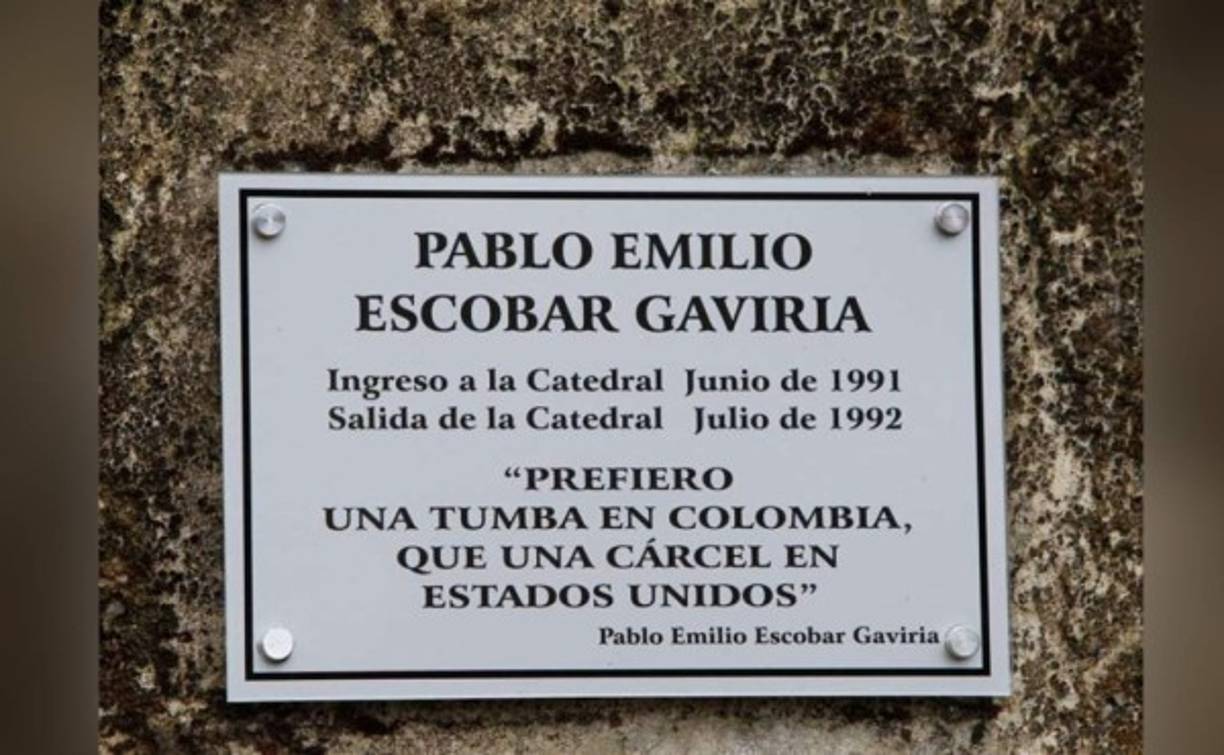 PABLO EMILIO
ESCOBAR GAVIRIA
Ingreso a la Catedral Junio de 1991
Salida de la Catedral Julio de 1992
“PREFIERO
UNA TUMBA EN COLOMBIA,
QUE UNA CÁRCEL EN
ESTADOS UNIDOS”
Pablo Emilio Escobar Gaviria